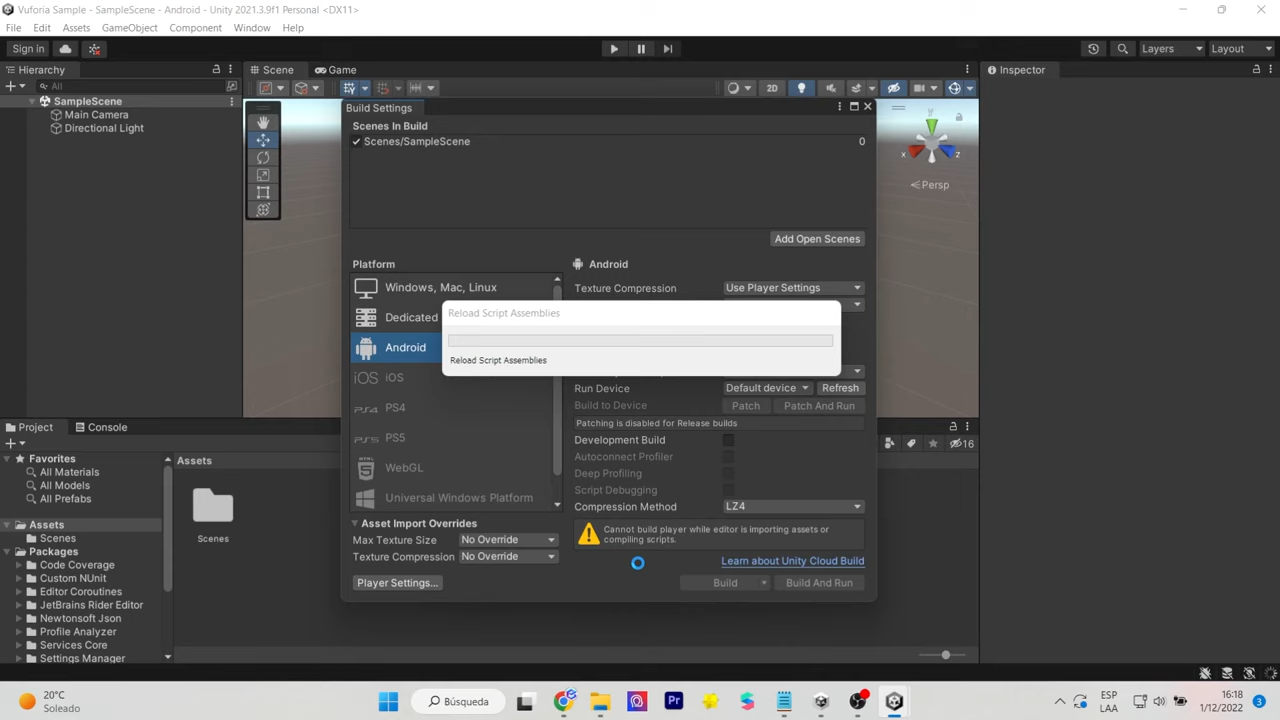 Vuforia Sample - SampleScene - Android - Unity 2021.3.9f1 Personal <DX11>
File Edit Assets GameObject Component Window Help
Sign in
Layers
Layout
Hierarchy
Scene
Game
Inspector
All
2D
SampleScene
Main Camera
Directional Light
y
x
z
Persp
Build Settings
Scenes In Build
Scenes/SampleScene 0
Add Open Scenes
Platform
Windows, Mac, Linux
Dedicated
Android
iOS iOS
PS4 PS4
PS5 PS5
WebGL
Universal Windows Platform
Android
Texture Compression Use Player Settings
Reload Script Assemblies
Reload Script Assemblies
Run Device Default device Refresh
Build to Device Patch Patch And Run
Patching is disabled for Release builds
Development Build
Autoconnect Profiler
Deep Profiling
Script Debugging
Compression Method LZ4
Cannot build player while editor is importing assets or
compiling scripts.
Asset Import Overrides
Max Texture Size No Override
Texture Compression No Override
Learn about Unity Cloud Build
Player Settings...
Build
Build And Run
Project
Console
16
Favorites
All Materials
All Models
All Prefabs
Assets
Scenes
Packages
Code Coverage
Custom NUnit
Editor Coroutines
JetBrains Rider Editor
Newtonsoft Json
Profile Analyzer
Services Core
Settings Manager
Assets
Scenes
20°C
Soleado
Búsqueda
Pr
ESP
LAA
16:18
1/12/2022
3